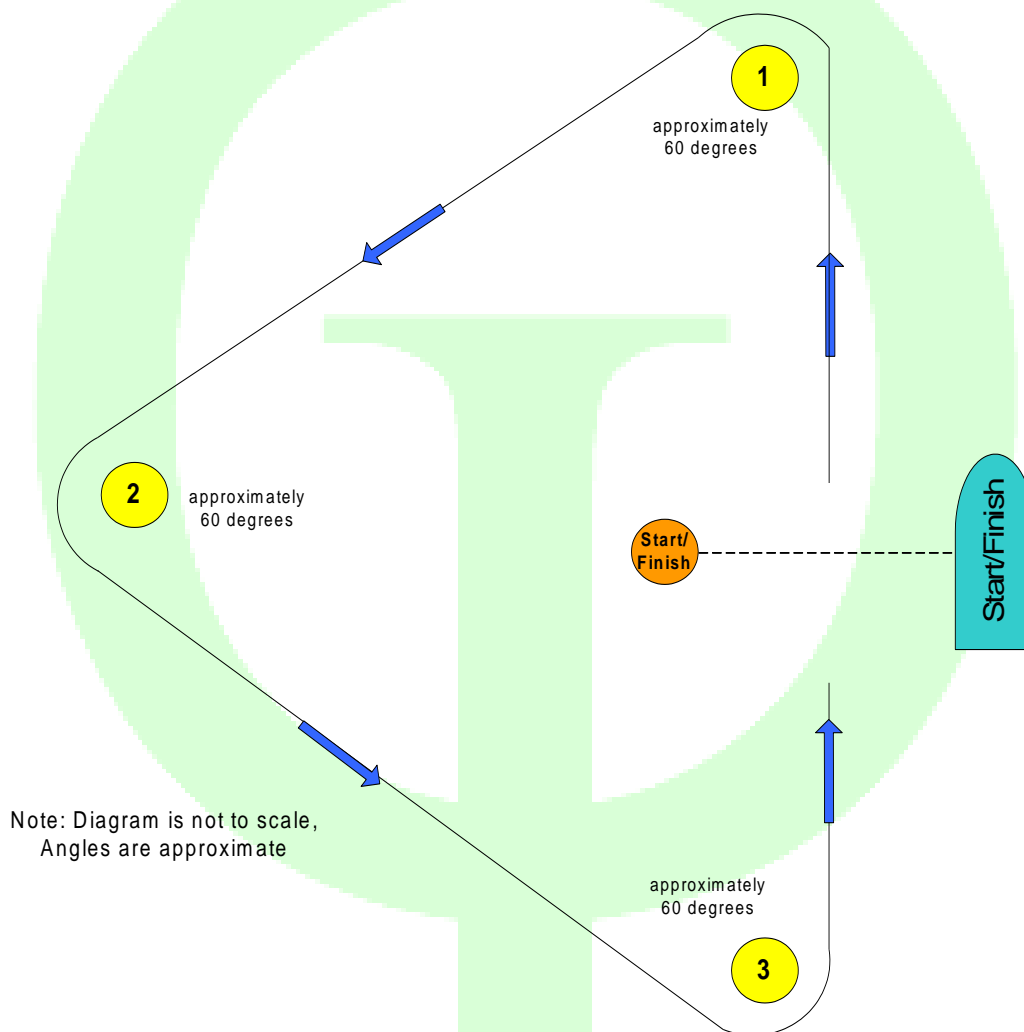 1
approximately
60 degrees
2
approximately
60 degrees
Start/
Finish
Start/Finish
Note: Diagram is not to scale,
Angles are approximate
approximately
60 degrees
3